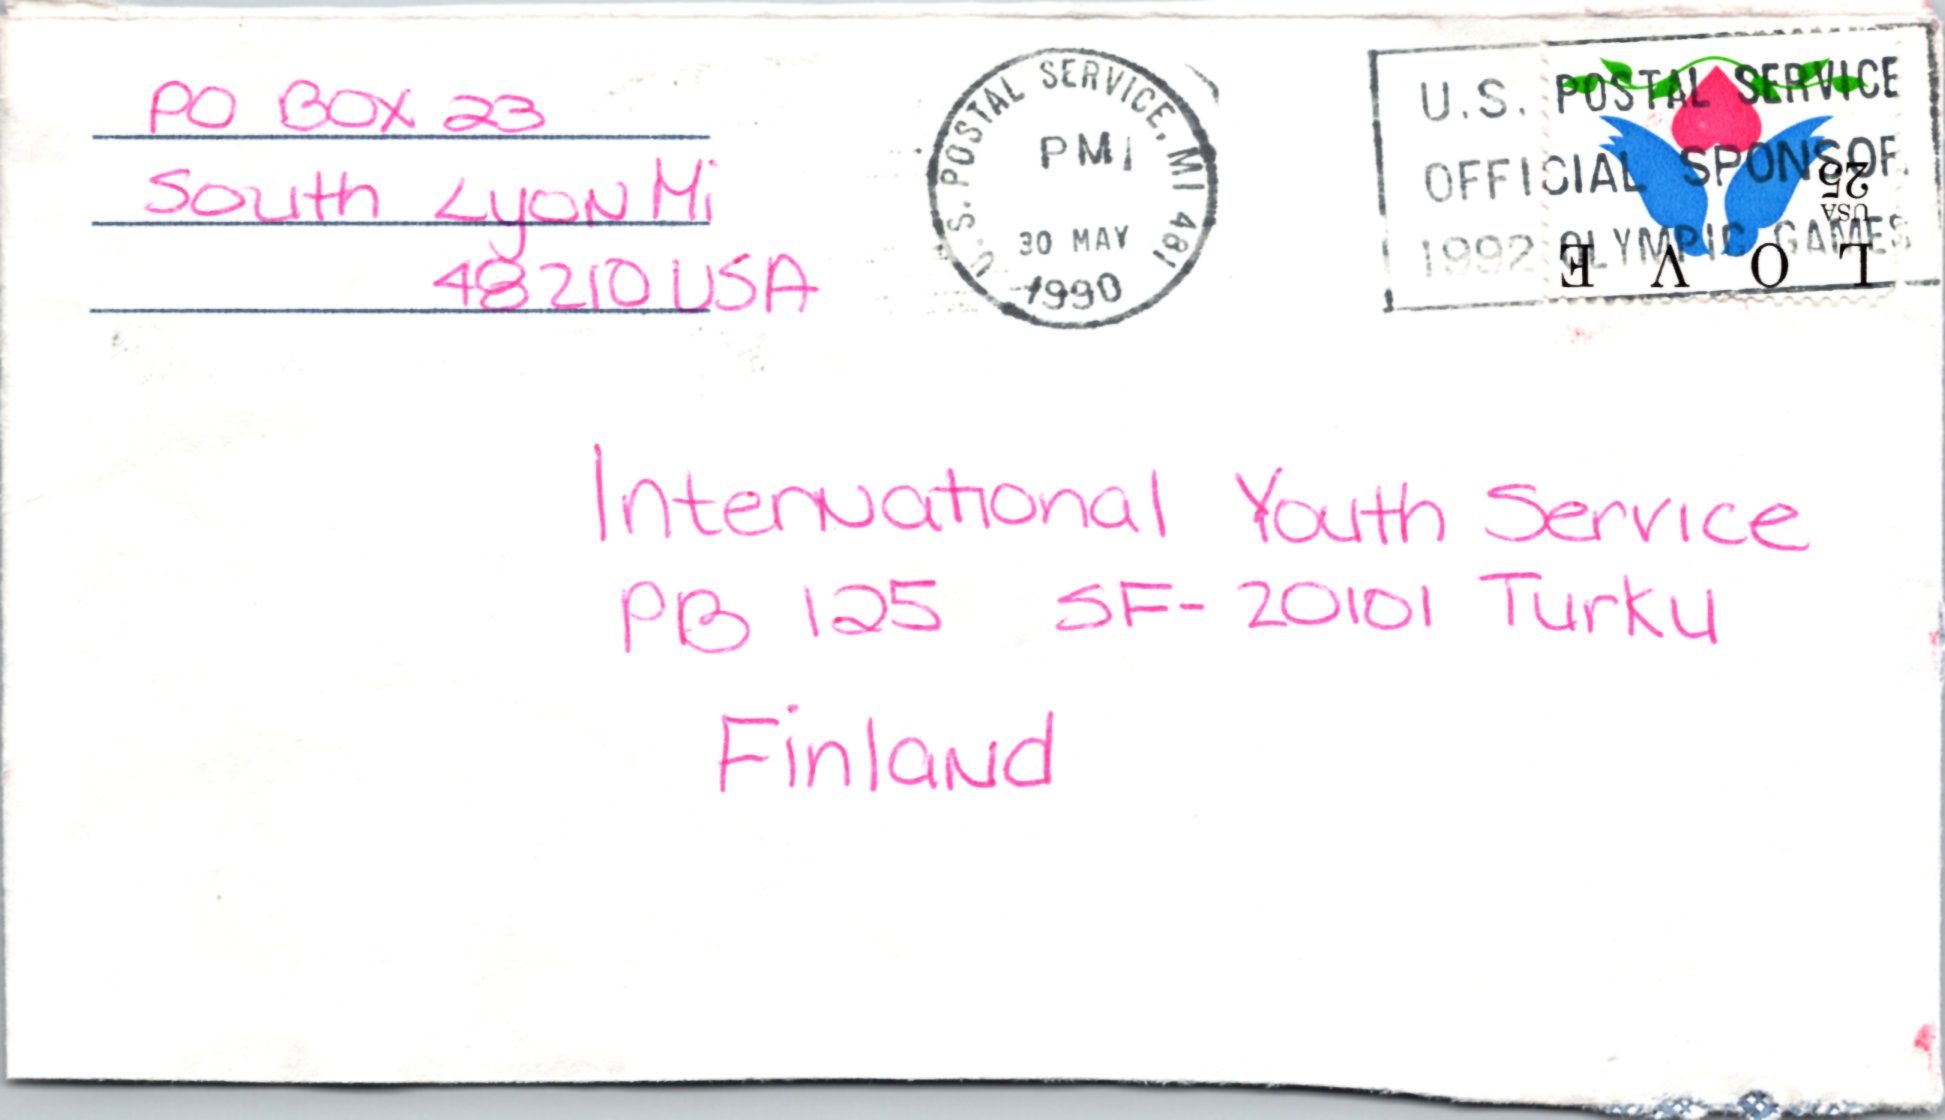 PO BOX 23
South Lyon Mi
48210 USA
U.S. POSTAL SERVICE, MI 481
PM
30 MAY
1990
U.S. POSTAL SERVICE
OFFICIAL SPONSOR
1992 OLYMPIC GAMES
LOVE
USA
25
International Youth Service
PB 125 SF-20101 Turku
Finland